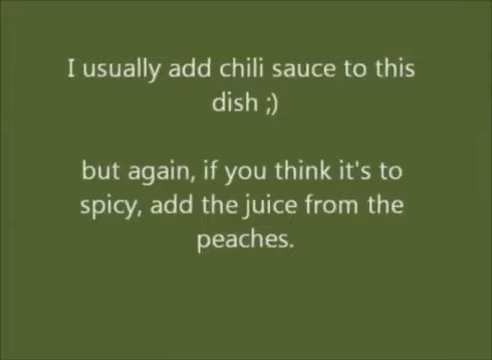 I usually add chili sauce to this
dish ;)
but again, if you think it's to
spicy, add the juice from the
peaches.